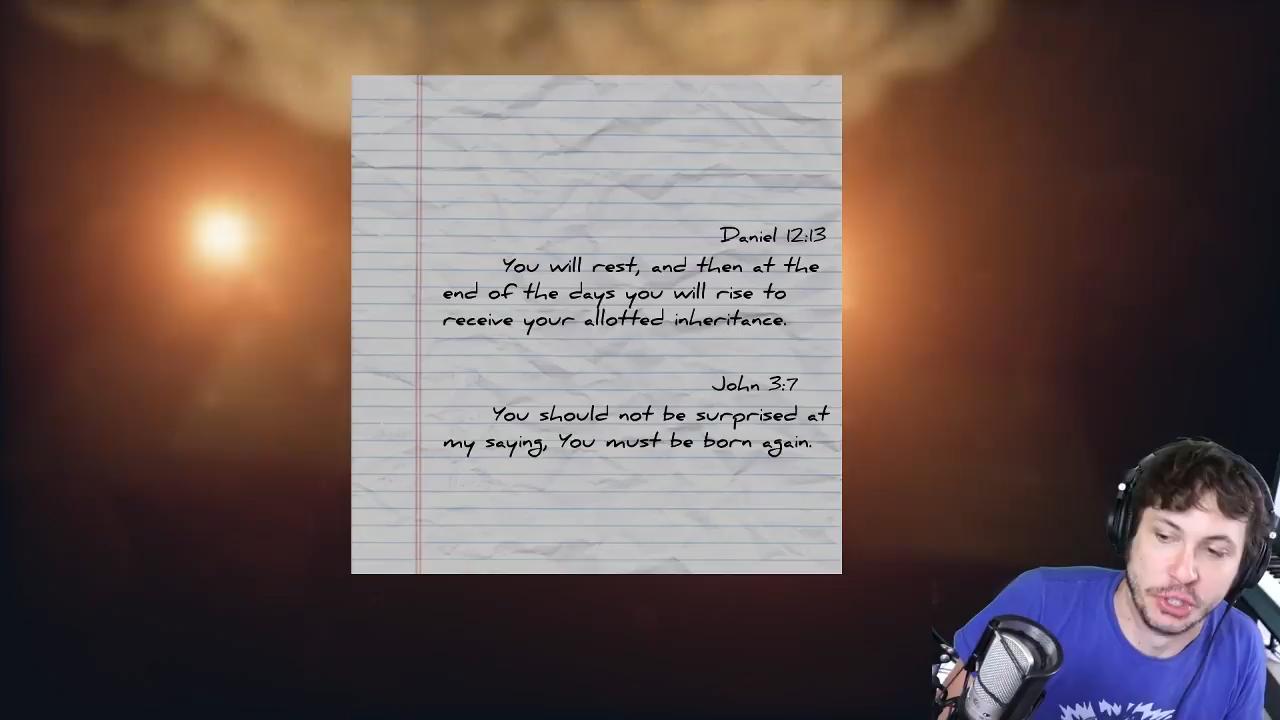 Daniel 12:13
You will rest, and then at the
end of the days you will rise to
receive your allotted inheritance.
John 3:7
You should not be surprised at
my saying, You must be born again.